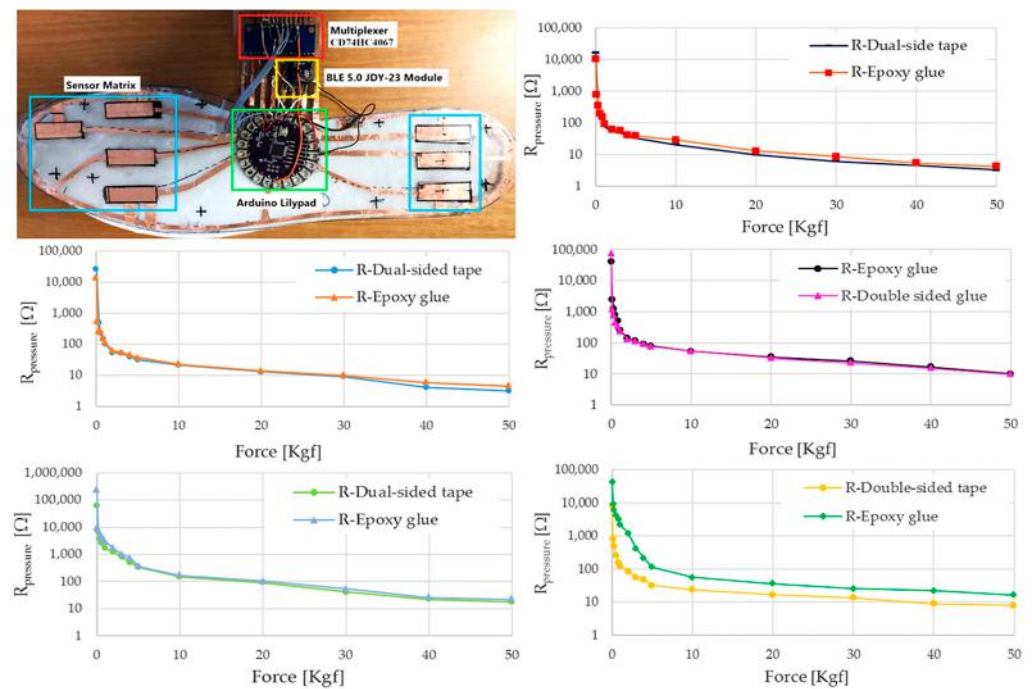 Multiplexer
CD74HC4067
BLE 5.0 JDY-23 Module
Sensor Matrix
Arduino Lilypad
100,000
10,000
1,000
100
10
1
Rpressure [Ω]
R-Dual-side tape
R-Epoxy glue
0 10 20 30 40 50
Force [Kgf]
100,000
10,000
1,000
100
10
1
Rpressure [Ω]
R-Dual-sided tape
R-Epoxy glue
0 10 20 30 40 50
Force [Kgf]
100,000
10,000
1,000
100
10
1
Rpressure [Ω]
R-Epoxy glue
R-Double sided glue
0 10 20 30 40 50
Force [Kgf]
1,000,000
100,000
10,000
1,000
100
10
1
Rpressure [Ω]
R-Dual-sided tape
R-Epoxy glue
0 10 20 30 40 50
Force [Kgf]
100,000
10,000
1,000
100
10
1
Rpressure [Ω]
R-Double-sided tape
R-Epoxy glue
0 10 20 30 40 50
Force [Kgf]